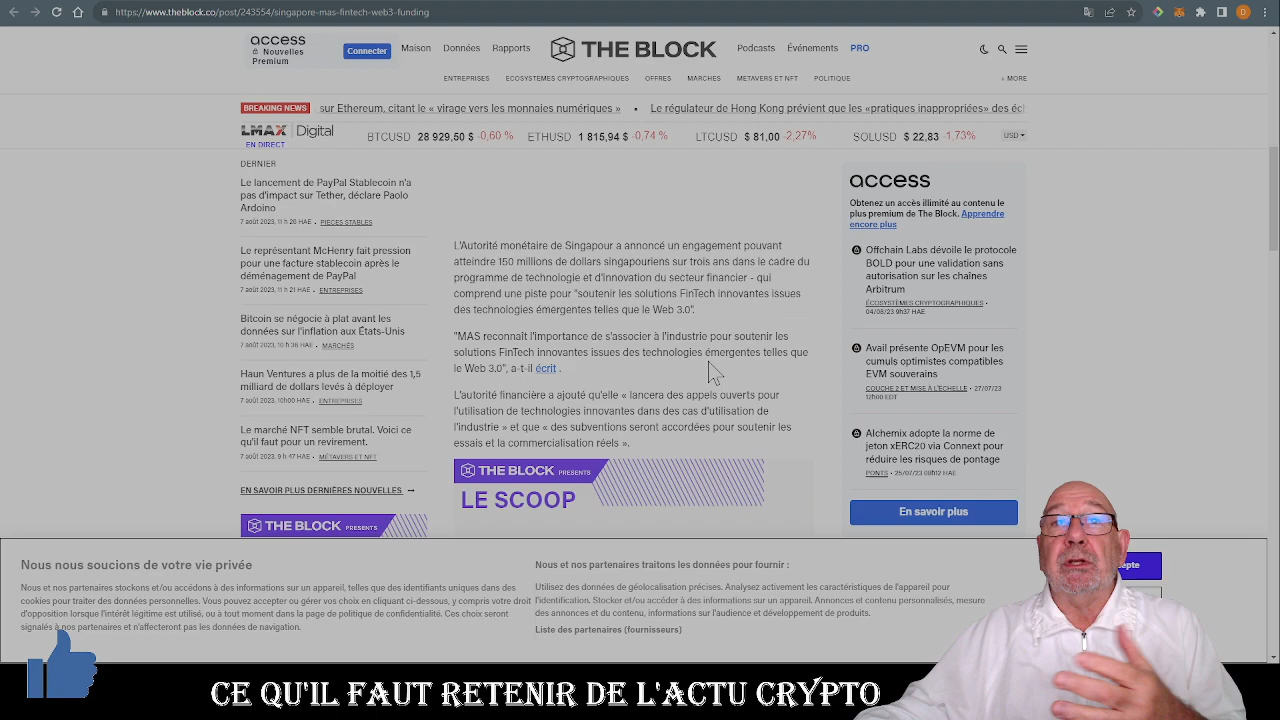 https://www.theblock.co/post/243554/singapore-mas-fintech-web3-funding
access
Nouvelles
Premium
Connecter
Maison
Données
Rapports
THE BLOCK
Podcasts
Événements
PRO
ENTREPRISES
ÉCOSYSTÈMES CRYPTOGRAPHIQUES
OFFRES
MARCHÉS
METAVERS ET NFT
POLITIQUE
+ MORE
BREAKING NEWS
sur Ethereum, citant le « virage vers les monnaies numériques »
• Le régulateur de Hong Kong prévient que les «pratiques inappropriées» des
LMAX Digital
EN DIRECT
BTCUSD 28 929,50 $ -0,60 %
ETHUSD 1 815,94 $ -0,74 %
LTCUSD $ 81,00 -2,27%
SOLUSD $ 22,83 -1,73%
USD
DERNIER
Le lancement de PayPal Stablecoin n'a
pas d'impact sur Tether, déclare Paolo
Ardoino
7 août 2023, 11 h 26 HAE • PIÈCES STABLES
Le représentant McHenry fait pression
pour une facture stablecoin après le
déménagement de PayPal
7 août 2023, 11 h 21 HAE • ENTREPRISES
Bitcoin se négocie à plat avant les
données sur l'inflation aux États-Unis
7 août 2023, 10 h 36 HAE • MARCHÉS
Haun Ventures a plus de la moitié des 1,5
milliard de dollars levés à déployer
7 août 2023, 10h00 HAE • ENTREPRISES
Le marché NFT semble brutal. Voici ce
qu'il faut pour un revirement.
7 août 2023, 9 h 47 HAE • MÉTAVERS ET NFT
EN SAVOIR PLUS DERNIÈRES NOUVELLES →
THE BLOCK PRESENTS
L'Autorité monétaire de Singapour a annoncé un engagement pouvant
atteindre 150 millions de dollars singapouriens sur trois ans dans le cadre du
programme de technologie et d'innovation du secteur financier - qui
comprend une piste pour "soutenir les solutions FinTech innovantes issues
des technologies émergentes telles que le Web 3.0".
"MAS reconnaît l'importance de s'associer à l'industrie pour soutenir les
solutions FinTech innovantes issues des technologies émergentes telles que
le Web 3.0", a-t-il écrit .
L'autorité financière a ajouté qu'elle « lancera des appels ouverts pour
l'utilisation de technologies innovantes dans des cas d'utilisation de
l'industrie » et que « des subventions seront accordées pour soutenir les
essais et la commercialisation réels ».
THE BLOCK PRESENTS
LE SCOOP
access
Obtenez un accès illimité au contenu le
plus premium de The Block. Apprendre
encore plus
Offchain Labs dévoile le protocole
BOLD pour une validation sans
autorisation sur les chaînes
Arbitrum
ÉCOSYSTÈMES CRYPTOGRAPHIQUES •
04/08/23 9h37 HAE
Avail présente OpEVM pour les
cumuls optimistes compatibles
EVM souverains
COUCHE 2 ET MISE À L'ÉCHELLE • 27/07/23
12h00 EDT
Alchemix adopte la norme de
jeton xERC20 via Connext pour
réduire les risques de pontage
PONTS • 25/07/23 09h12 HAE
En savoir plus
Nous nous soucions de votre vie privée
Nous et nos partenaires stockons et/ou accédons à des informations sur un appareil, telles que des identifiants uniques dans des
cookies pour traiter des données personnelles. Vous pouvez accepter ou gérer vos choix en cliquant ci-dessous, y compris votre droit
d'opposition lorsque l'intérêt légitime est utilisé, ou à tout moment dans la page de politique de confidentialité. Ces choix seront
signalés à nos partenaires et n'affecteront pas les données de navigation.
Nous et nos partenaires traitons les données pour fournir :
Utilisez des données de géolocalisation précises. Analysez activement les caractéristiques de l'appareil pour
l'identification. Stocker et/ou accéder à des informations sur un appareil. Annonces et contenu personnalisés, mesure
des annonces et du contenu, informations sur l'audience et développement de produits.
Liste des partenaires (fournisseurs)
CE QU'IL FAUT RETENIR DE L'ACTU CRYPTO